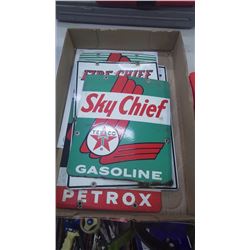 FIRE-CHIEF
Sky Chief
TEXACO
T
GASOLINE
PETROX